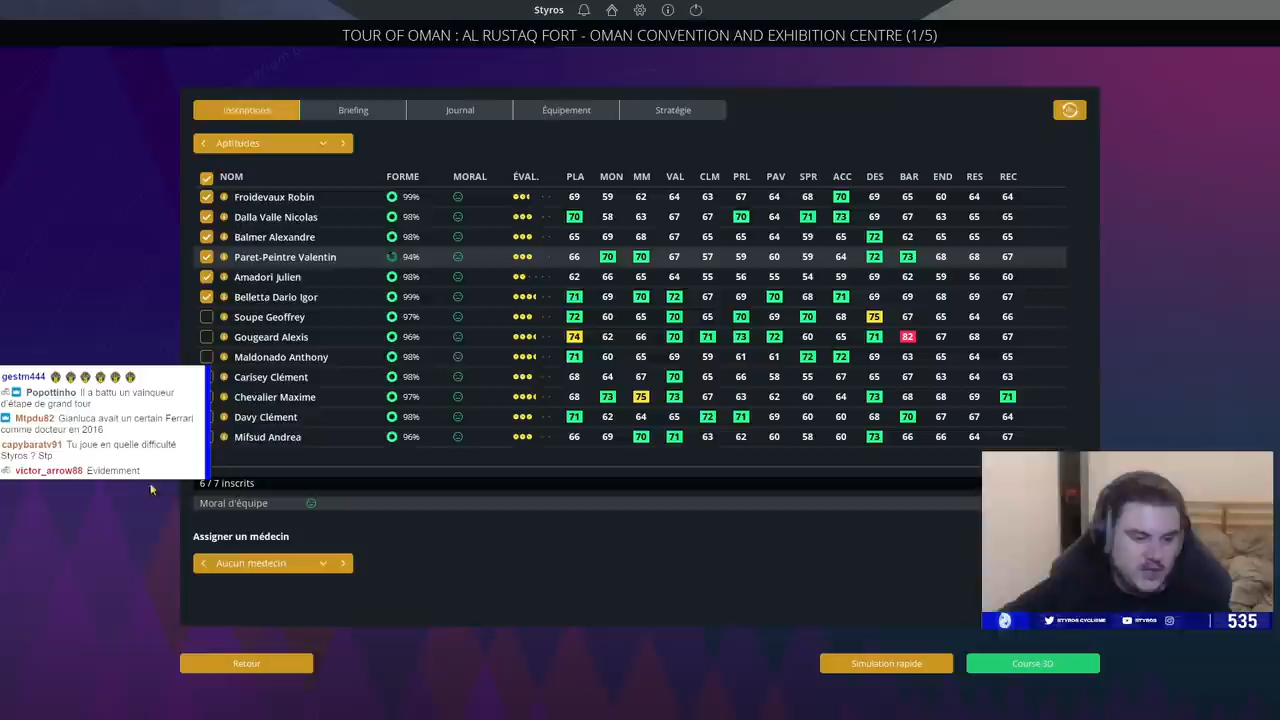 Styros
TOUR OF OMAN : AL RUSTAQ FORT - OMAN CONVENTION AND EXHIBITION CENTRE (1/5)
Inscriptions Briefing Journal Équipement Stratégie
Aptitudes
NOM FORME MORAL ÉVAL. PLA MON MM VAL CLM PRL PAV SPR ACC DES BAR END RES REC
Froidevaux Robin 99% 69 59 62 64 63 67 64 68 70 69 65 60 64 64
Dalla Valle Nicolas 98% 70 58 63 67 67 70 64 71 73 69 67 63 65 65
Balmer Alexandre 98% 65 69 68 67 65 65 64 59 65 72 62 65 65 67
Paret-Peintre Valentin 94% 66 70 70 67 57 59 60 59 64 72 73 68 68 67
Amadori Julien 98% 62 66 65 64 55 56 55 54 59 62 59 59 56 60
Belletta Dario Igor 99% 71 69 70 72 67 69 70 68 71 69 69 68 69 67
Soupe Geoffrey 97% 72 60 65 70 65 70 69 70 68 75 67 65 64 66
Gougeard Alexis 96% 74 62 66 70 71 73 72 60 65 71 82 66 68 67
Maldonado Anthony 98% 71 60 65 69 59 61 61 72 72 69 63 65 64 65
Carisey Clément 98% 68 64 67 70 65 65 58 57 65 67 63 64 63
Chevalier Maxime 97% 68 73 75 73 67 62 60 64 68 73 68 69 68 71
Davy Clément 98% 71 62 64 65 72 71 69 60 60 68 70 67 67 64
Mifsud Andrea 96% 66 69 70 71 63 62 60 58 60 73 66 66 64 67
gestm444
Popottinho Il a battu un vainqueur
d'étape de grand tour
Mtpdu82 Gianluca avait un certain Ferrari
comme docteur en 2016
capybaratv91 Tu joue en quelle difficulté
Styros ? Stp
victor_arrow88 Evidemment
6 / 7 inscrits
Moral d'équipe
Assigner un médecin
Aucun medecin
STYROS CYCLISME STYROS 535
Retour Simulation rapide Course 3D